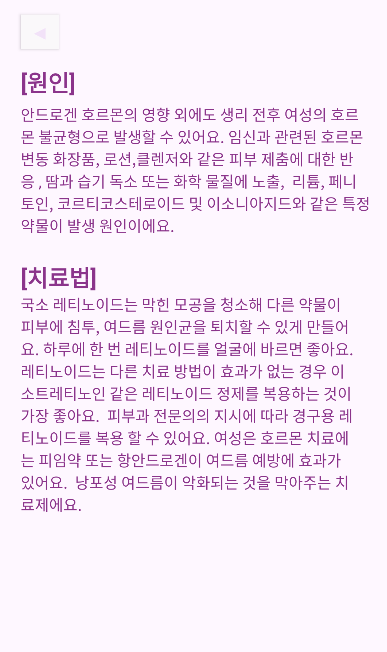 [원인]
안드로겐 호르몬의 영향 외에도 생리 전후 여성의 호르
몬 불균형으로 발생할 수 있어요. 임신과 관련된 호르몬
변동 화장품, 로션,클렌저와 같은 피부 제춤에 대한 반
응 , 땀과 습기 독소 또는 화학 물질에 노출,  리튬, 페니
토인, 코르티코스테로이드 및 이소니아지드와 같은 특정
약물이 발생 원인이에요.
[치료법]
국소 레티노이드는 막힌 모공을 청소해 다른 약물이
피부에 침투, 여드름 원인균을 퇴치할 수 있게 만들어
요. 하루에 한 번 레티노이드를 얼굴에 바르면 좋아요.
레티노이드는 다른 치료 방법이 효과가 없는 경우 이
소트레티노인 같은 레티노이드 정제를 복용하는 것이
가장 좋아요.  피부과 전문의의 지시에 따라 경구용 레
티노이드를 복용 할 수 있어요. 여성은 호르몬 치료에
는 피임약 또는 항안드로겐이 여드름 예방에 효과가
있어요.  낭포성 여드름이 악화되는 것을 막아주는 치
료제에요.